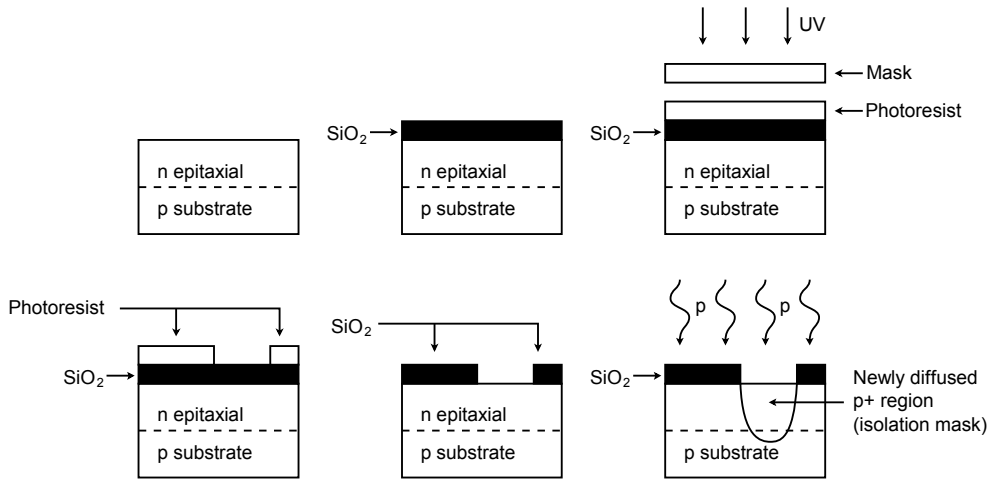 UV
Mask
Photoresist
SiO2
SiO2
n epitaxial
p substrate
n epitaxial
p substrate
n epitaxial
p substrate
Photoresist
SiO2
n epitaxial
p substrate
SiO2
n epitaxial
p substrate
p
p
SiO2
Newly diffused
p+ region
(isolation mask)
p substrate